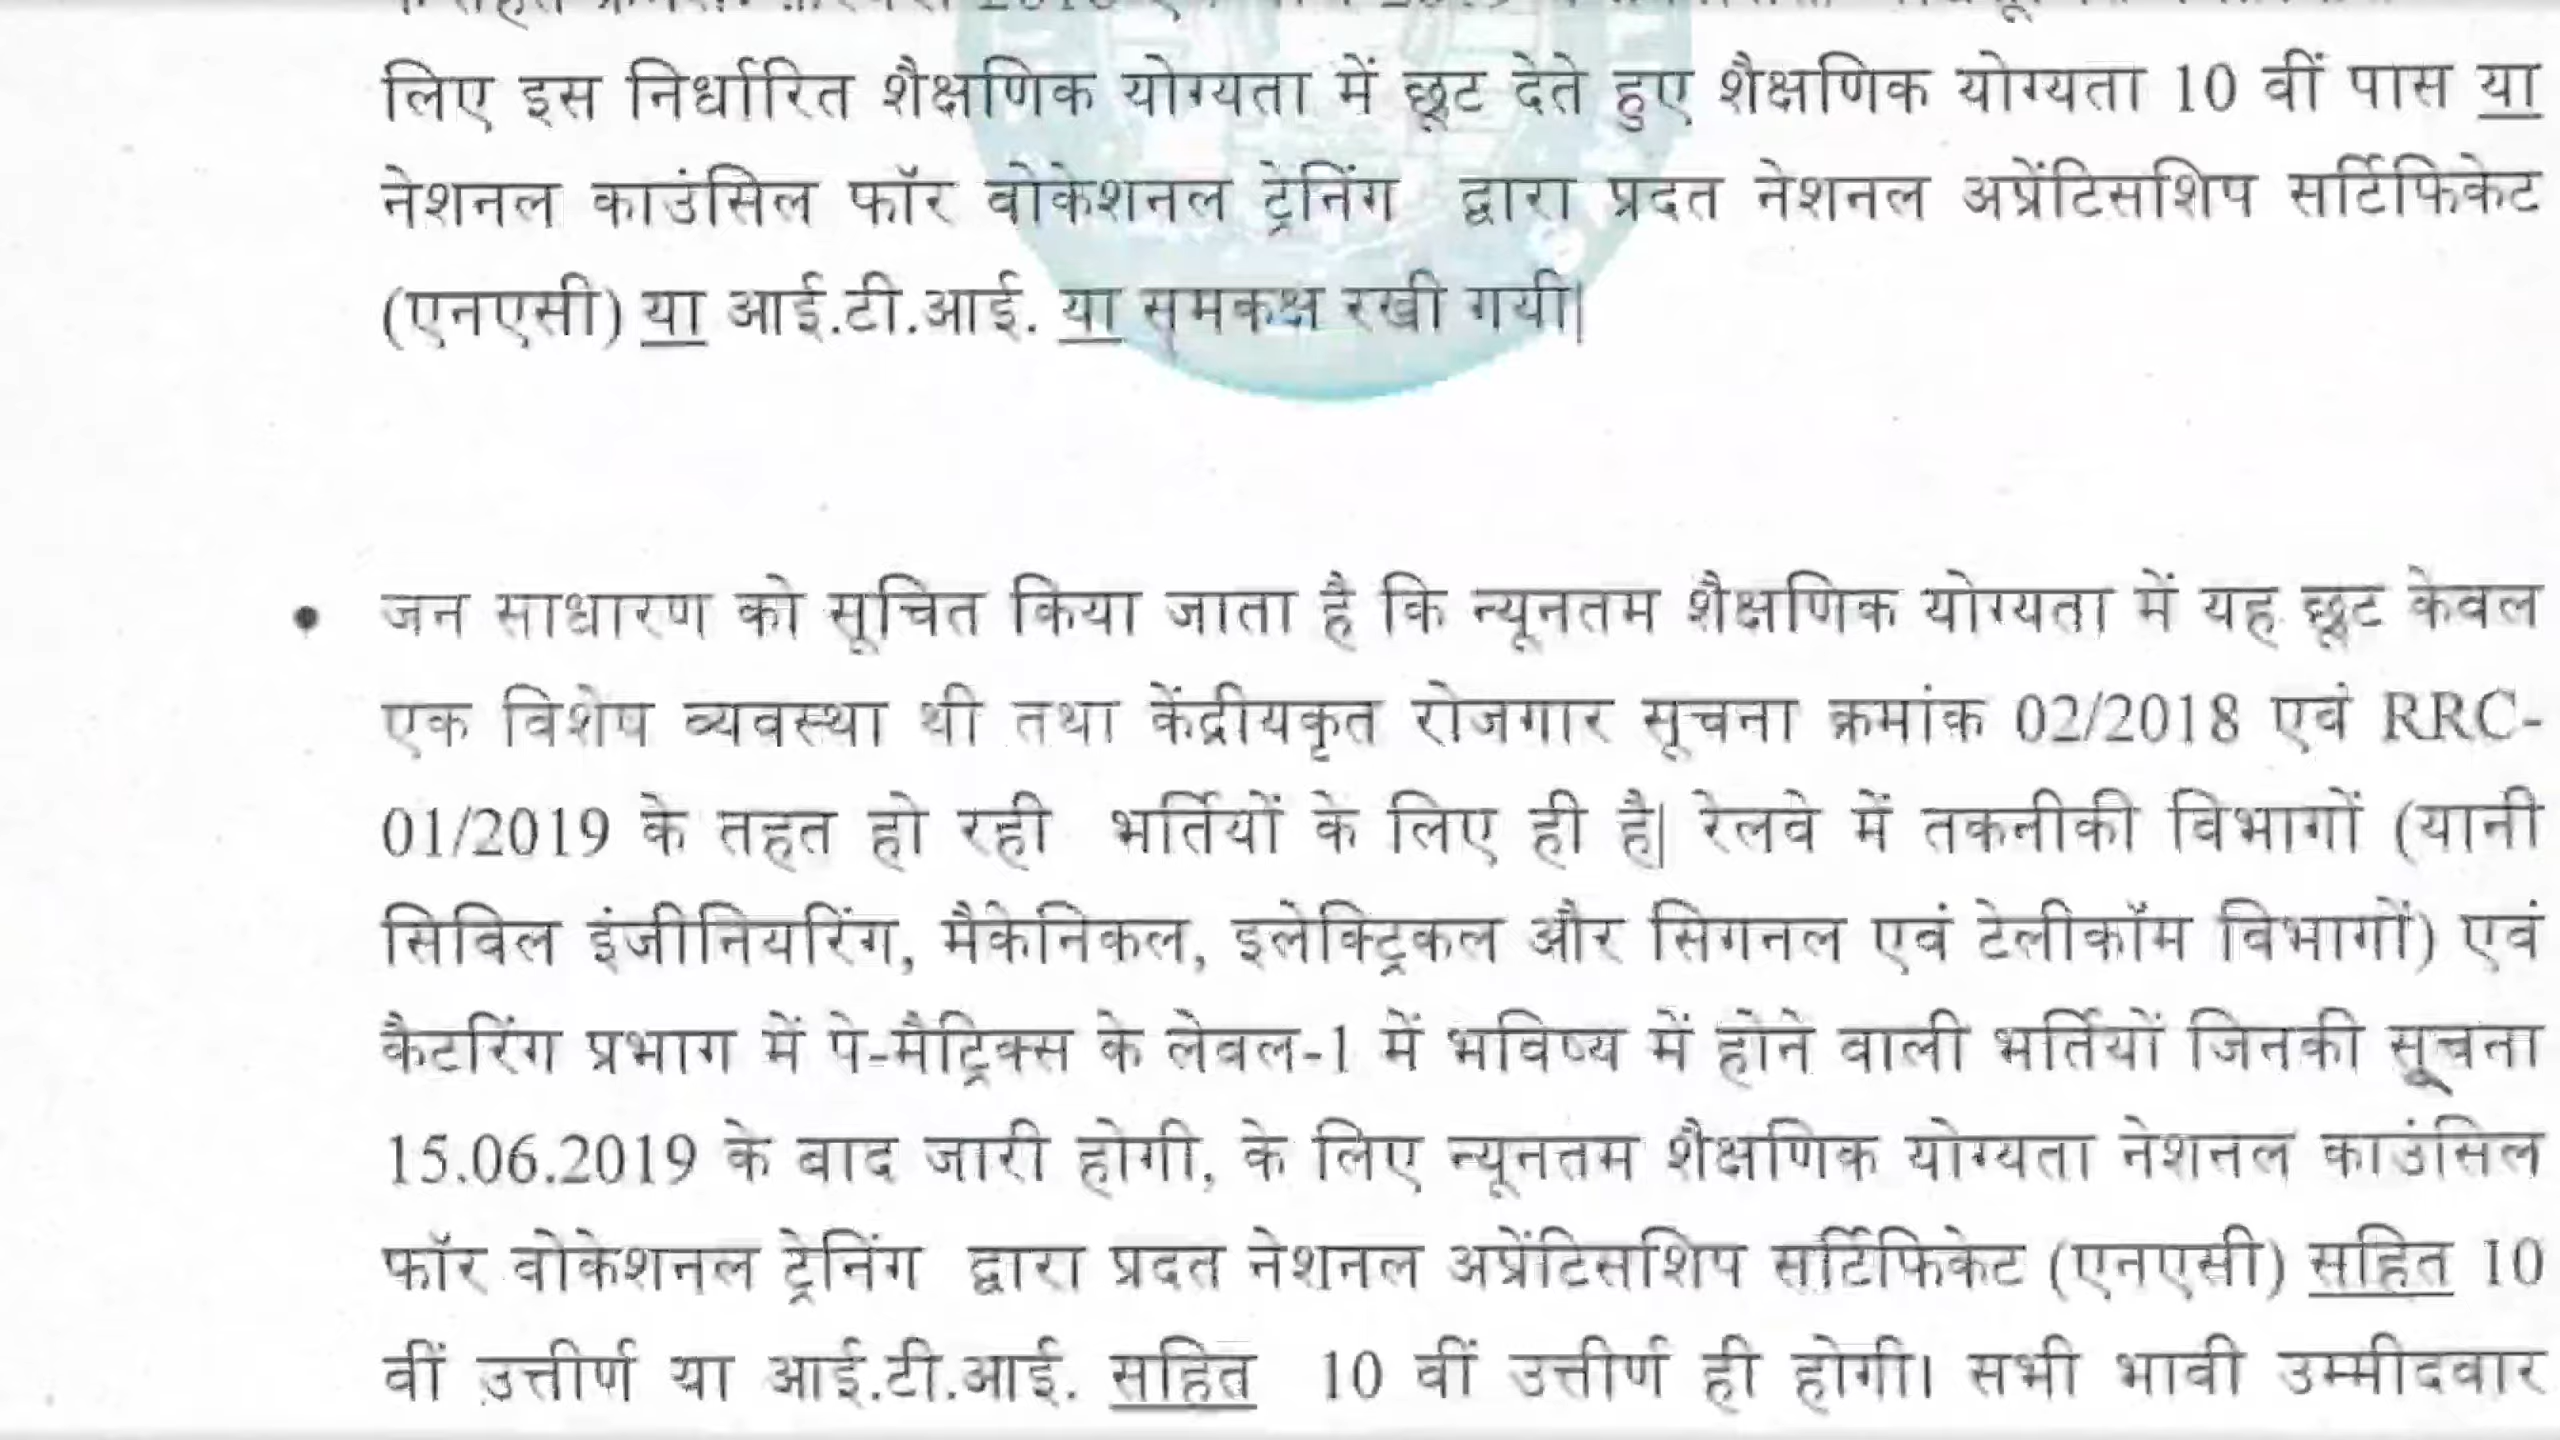 लिए इस निर्धारित शैक्षणिक योग्यता में छूट देते हुए शैक्षणिक योग्यता 10 वीं पास या
नेशनल काउंसिल फॉर वोकेशनल ट्रेनिंग द्वारा प्रदत नेशनल अप्रेंटिसशिप सर्टिफिकेट
(एनएसी) या आई.टी.आई. या समकक्ष रखी गयी|
• जन साधारण को सूचित किया जाता है कि न्यूनतम शैक्षणिक योग्यता में यह छूट केवल
एक विशेष व्यवस्था थी तथा केंद्रीयकृत रोजगार सूचना क्रमांक 02/2018 एवं RRC-
01/2019 के तहत हो रही भर्तियों के लिए ही है| रेलवे में तकनीकी विभागों (यानी
सिविल इंजीनियरिंग, मैकेनिकल, इलेक्ट्रिकल और सिगनल एवं टेलीकॉम विभागों) एवं
कैटरिंग प्रभाग में पे-मैट्रिक्स के लेवल-1 में भविष्य में होने वाली भर्तियों जिनकी सूचना
15.06.2019 के बाद जारी होगी, के लिए न्यूनतम शैक्षणिक योग्यता नेशनल काउंसिल
फॉर वोकेशनल ट्रेनिंग द्वारा प्रदत नेशनल अप्रेंटिसशिप सर्टिफिकेट (एनएसी) सहित 10
वीं उत्तीर्ण या आई.टी.आई. सहित 10 वीं उत्तीर्ण ही होगी। सभी भावी उम्मीदवार